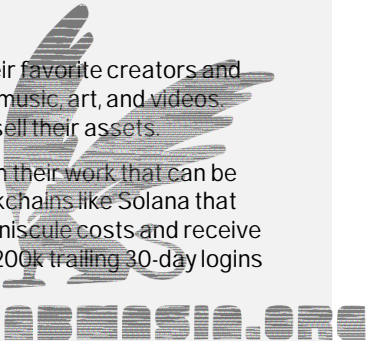 ir favorite creators and
music, art, and videos.
sell their assets.
n their work that can be
kchains like Solana that
niscule costs and receive
200k trailing 30-day logins